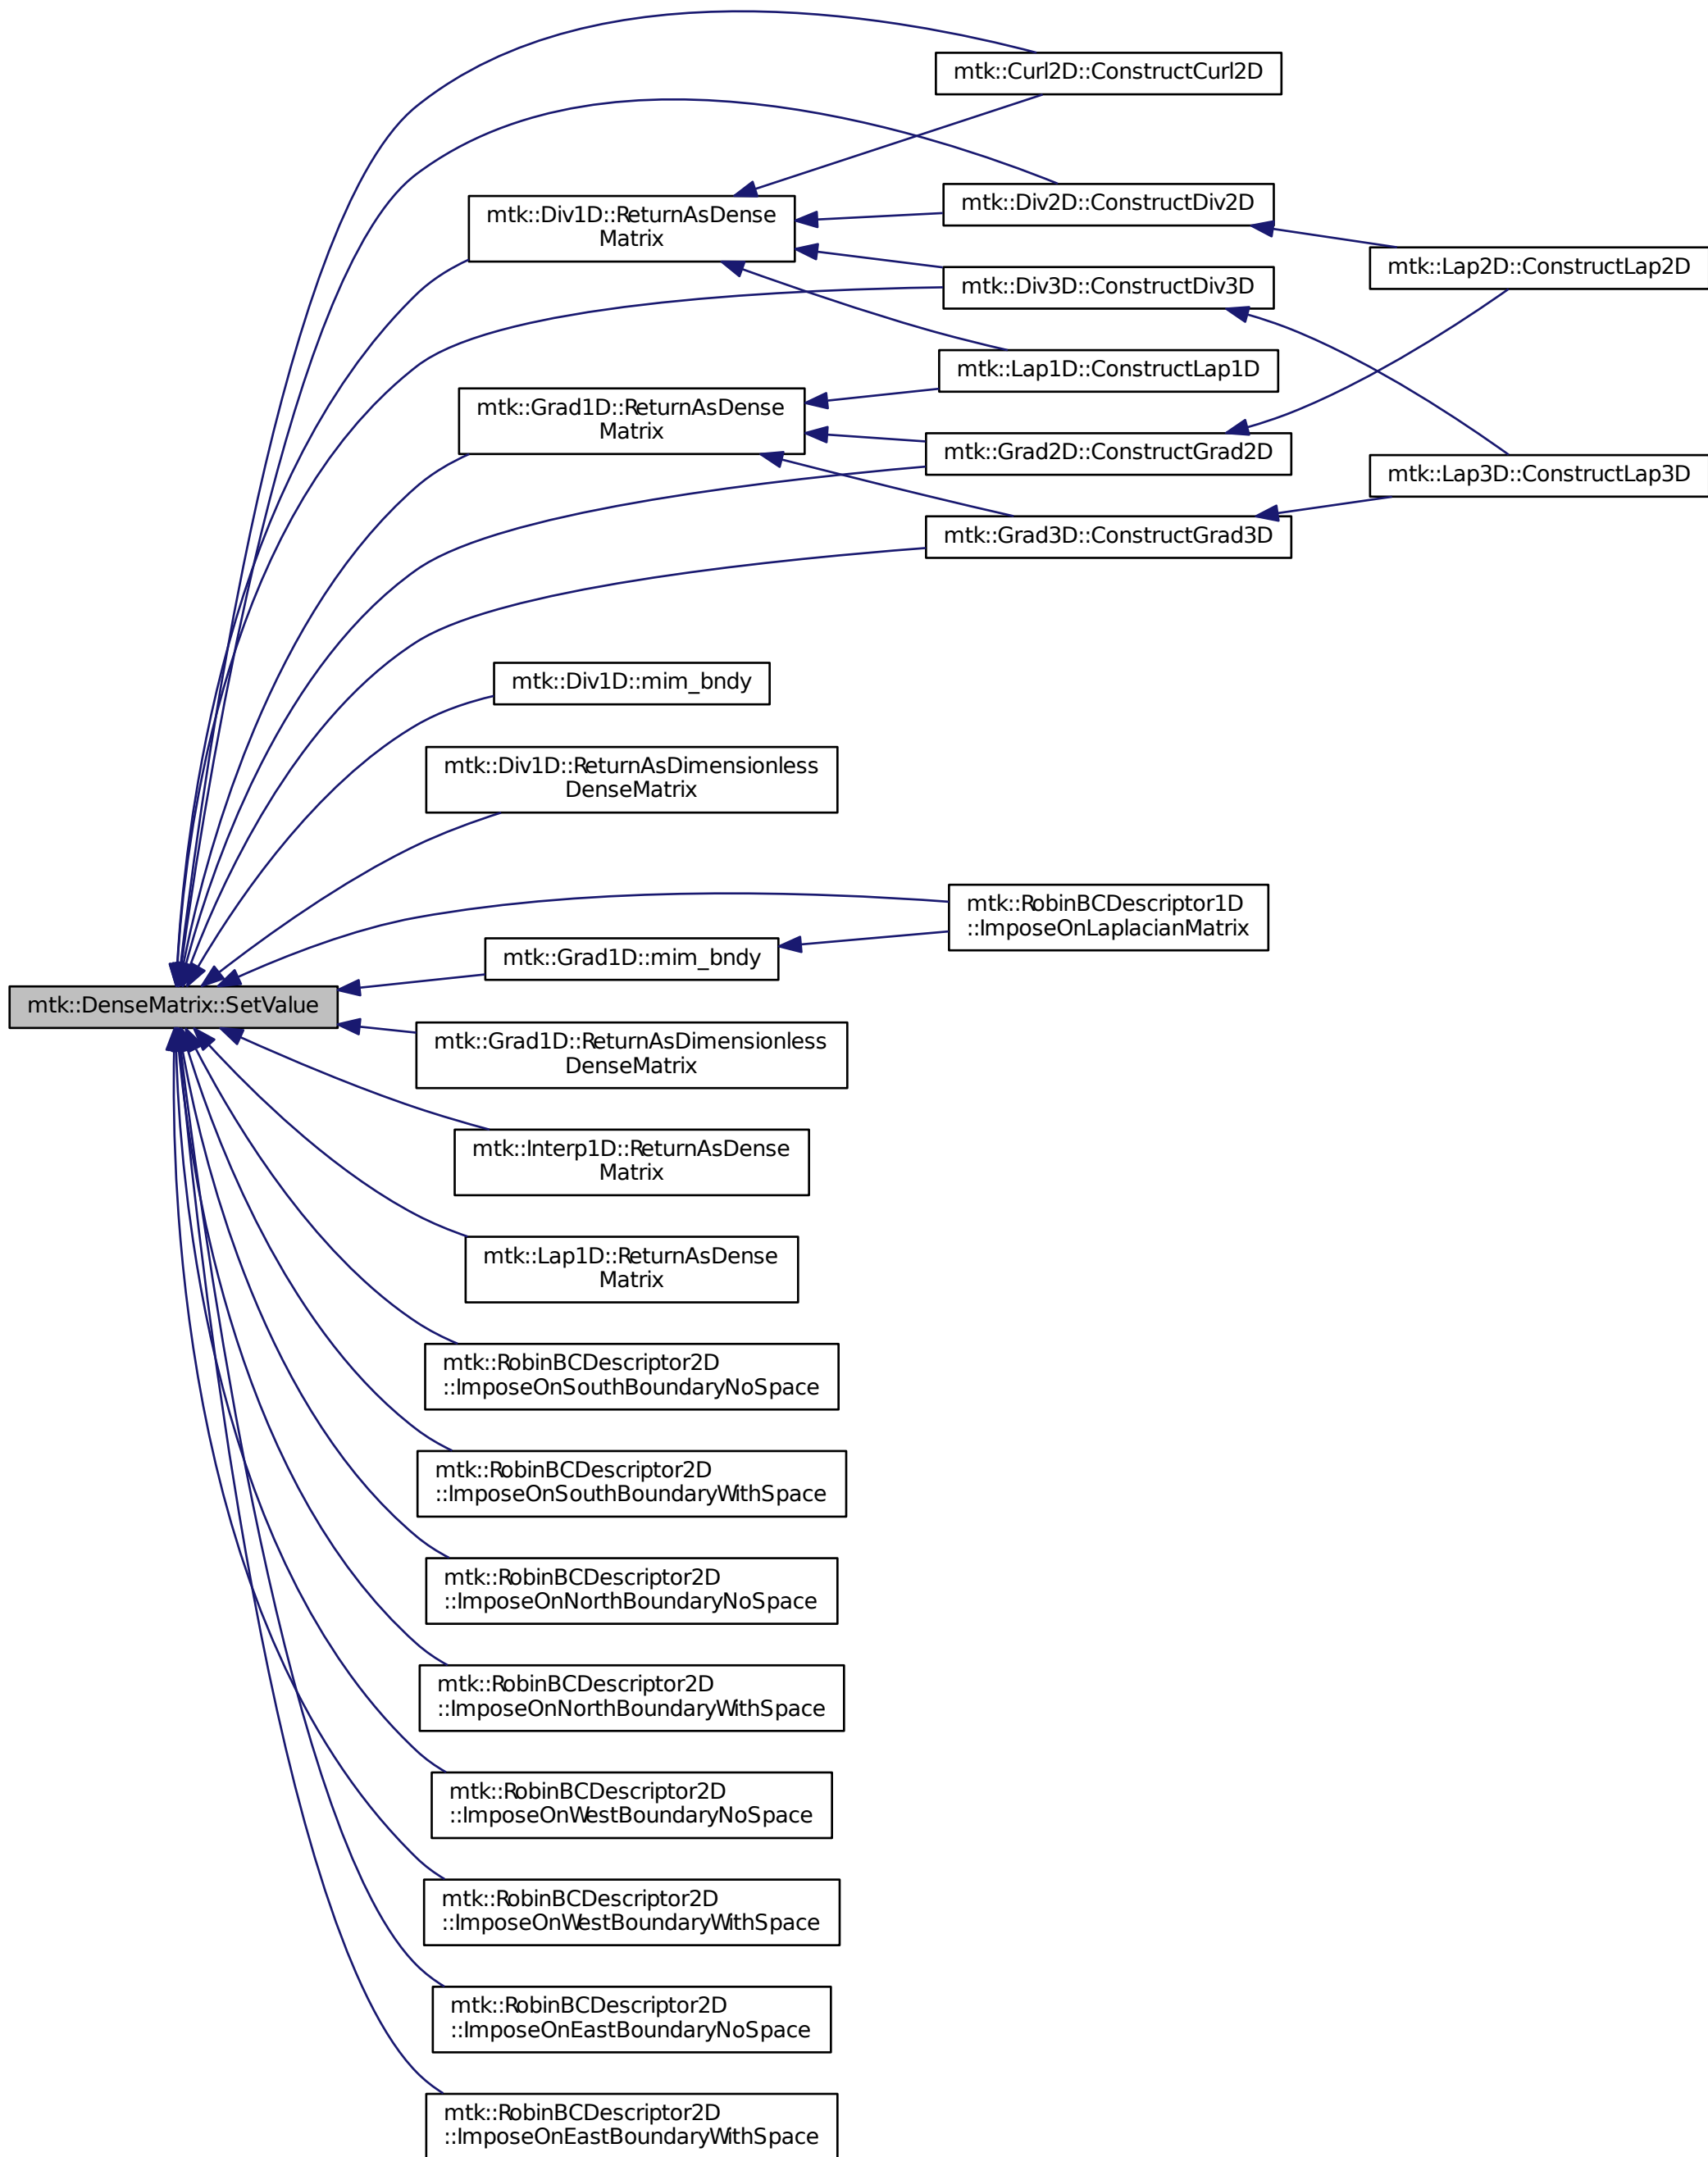 mtk::Curl2D::ConstructCurl2D
mtk::Div1D::ReturnAsDense
Matrix
mtk::Div2D::ConstructDiv2D
mtk::Lap2D::ConstructLap2D
mtk::Div3D::ConstructDiv3D
mtk::Lap1D::ConstructLap1D
mtk::Grad1D::ReturnAsDense
Matrix
mtk::Grad2D::ConstructGrad2D
mtk::Lap3D::ConstructLap3D
mtk::Grad3D::ConstructGrad3D
mtk::Div1D::mim_bndy
mtk::Div1D::ReturnAsDimensionless
DenseMatrix
mtk::RobinBCDescriptor1D
::ImposeOnLaplacianMatrix
mtk::Grad1D::mim_bndy
mtk::DenseMatrix::SetValue
mtk::Grad1D::ReturnAsDimensionless
DenseMatrix
mtk::Interp1D::ReturnAsDense
Matrix
mtk::Lap1D::ReturnAsDense
Matrix
mtk::RobinBCDescriptor2D
::ImposeOnSouthBoundaryNoSpace
mtk::RobinBCDescriptor2D
::ImposeOnSouthBoundaryWithSpace
mtk::RobinBCDescriptor2D
::ImposeOnNorthBoundaryNoSpace
mtk::RobinBCDescriptor2D
::ImposeOnNorthBoundaryWithSpace
mtk::RobinBCDescriptor2D
::ImposeOnWestBoundaryNoSpace
mtk::RobinBCDescriptor2D
::ImposeOnWestBoundaryWithSpace
mtk::RobinBCDescriptor2D
::ImposeOnEastBoundaryNoSpace
mtk::RobinBCDescriptor2D
::ImposeOnEastBoundaryWithSpace